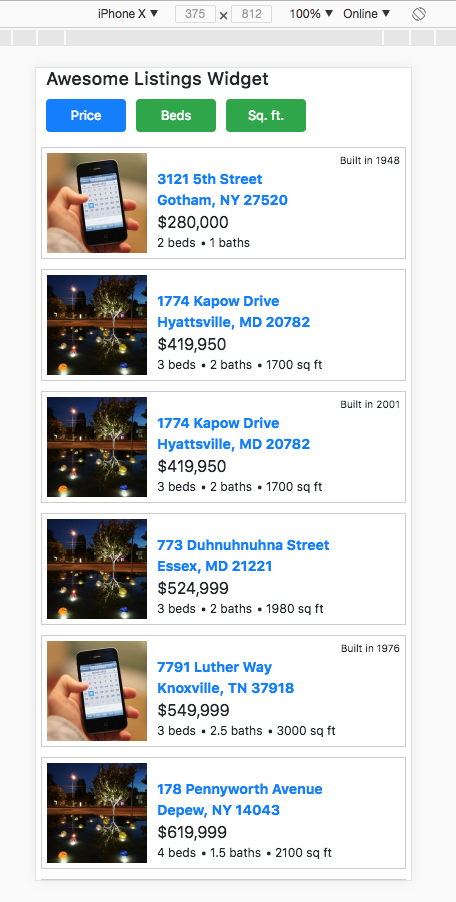 iPhone X ▼ 375 × 812 100% ▼ Online ▼
Awesome Listings Widget
Price Beds Sq. ft.
Built in 1948
3121 5th Street
Gotham, NY 27520
$280,000
2 beds • 1 baths
1774 Kapow Drive
Hyattsville, MD 20782
$419,950
3 beds • 2 baths • 1700 sq ft
Built in 2001
1774 Kapow Drive
Hyattsville, MD 20782
$419,950
3 beds • 2 baths • 1700 sq ft
773 Duhnuhnuhna Street
Essex, MD 21221
$524,999
3 beds • 2 baths • 1980 sq ft
Built in 1976
7791 Luther Way
Knoxville, TN 37918
$549,999
3 beds • 2.5 baths • 3000 sq ft
178 Pennyworth Avenue
Depew, NY 14043
$619,999
4 beds • 1.5 baths • 2100 sq ft